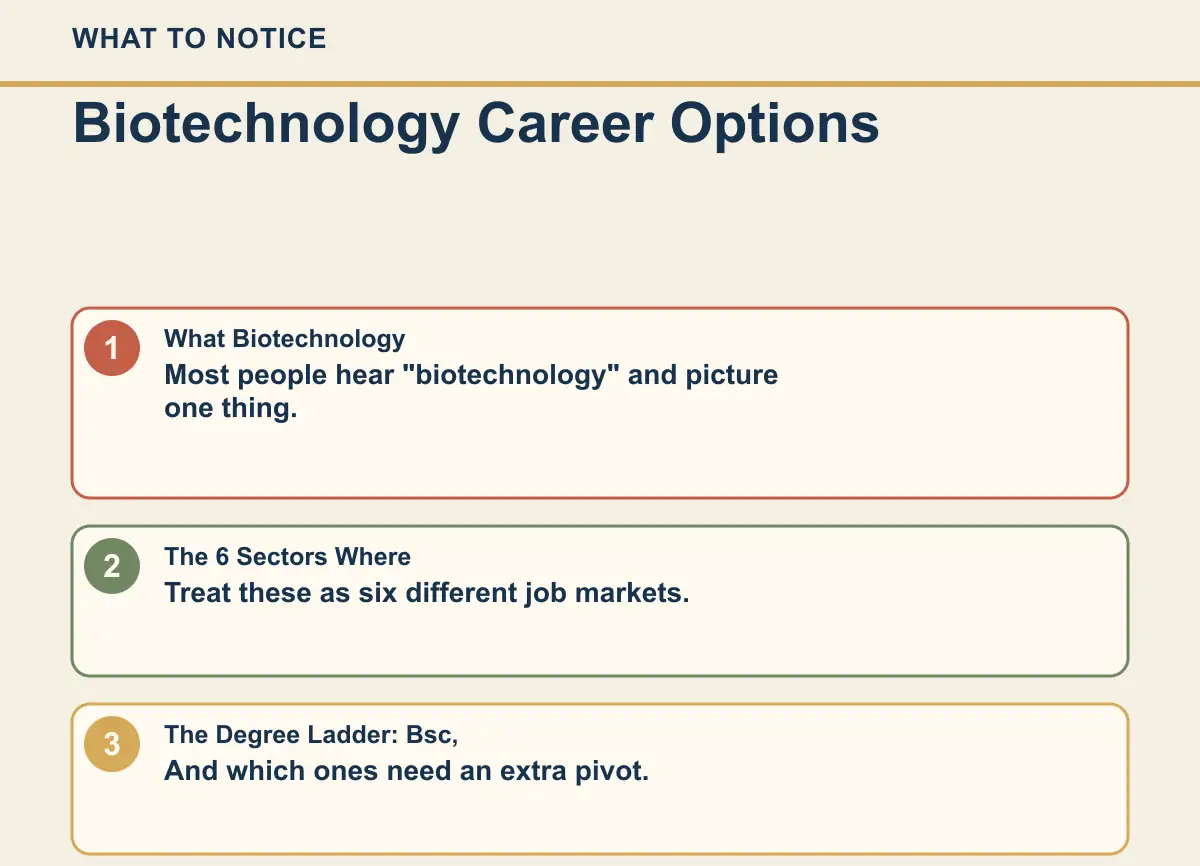 WHAT TO NOTICE
Biotechnology Career Options
1
What Biotechnology
Most people hear "biotechnology" and picture
one thing.
2
The 6 Sectors Where
Treat these as six different job markets.
3
The Degree Ladder: Bsc,
And which ones need an extra pivot.